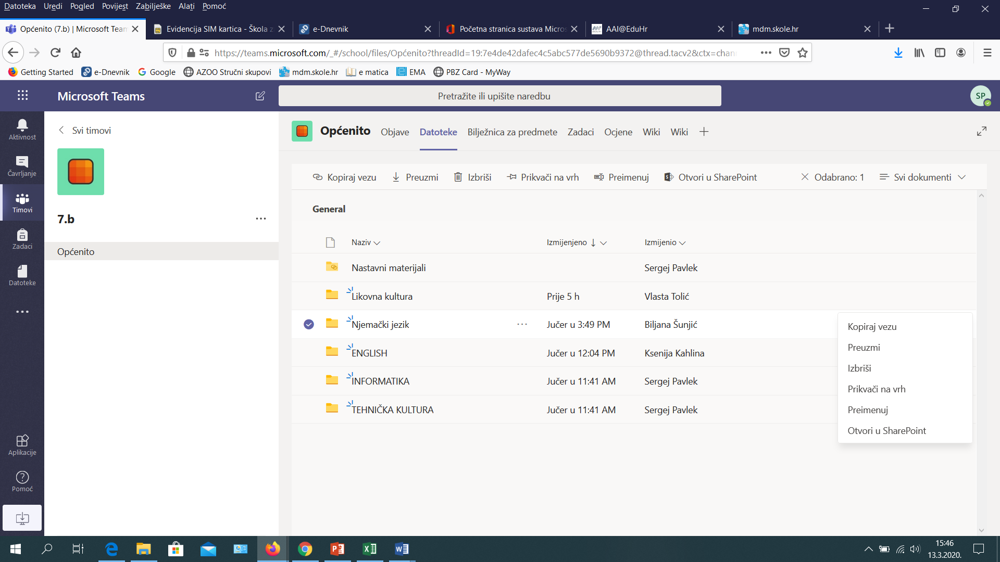 Datoteka Uredi Pogled Povijest Zabilješke Alati Pomoć
Općenito (7.b) | Microsoft Team
Evidencija SIM kartica - Škola z
e-Dnevnik
Početna stranica sustava Micros
AAI@EduHr
mdm.skole.hr
https://teams.microsoft.com/_#/school/files/Općenito?threadId=19:7e4de42dafec4c5abc577de5690b9372@thread.tacv2&ctx=chan
Getting Started e-Dnevnik Google AZOO Stručni skupovi mdm.skole.hr e matica EMA PBZ Card - MyWay
Microsoft Teams
Pretražite ili upišite naredbu
SP
Aktivnost
Čavrljanje
Timovi
Zadaci
Datoteke
Aplikacije
Pomoć
Svi timovi
7.b
Općenito
Općenito Objave Datoteke Bilježnica za predmete Zadaci Ocjene Wiki Wiki
Kopiraj vezu Preuzmi Izbriši Prikvači na vrh Preimenuj Otvori u SharePoint Odabrano: 1 Svi dokumenti
General
Naziv Izmijenjeno Izmijenio
Nastavni materijali Sergej Pavlek
Likovna kultura Prije 5 h Vlasta Tolić
Njemački jezik Jučer u 3:49 PM Biljana Šunjić
ENGLISH Jučer u 12:04 PM Ksenija Kahlina
INFORMATIKA Jučer u 11:41 AM Sergej Pavlek
TEHNIČKA KULTURA Jučer u 11:41 AM Sergej Pavlek
Kopiraj vezu
Preuzmi
Izbriši
Prikvači na vrh
Preimenuj
Otvori u SharePoint
15:46
13.3.2020.